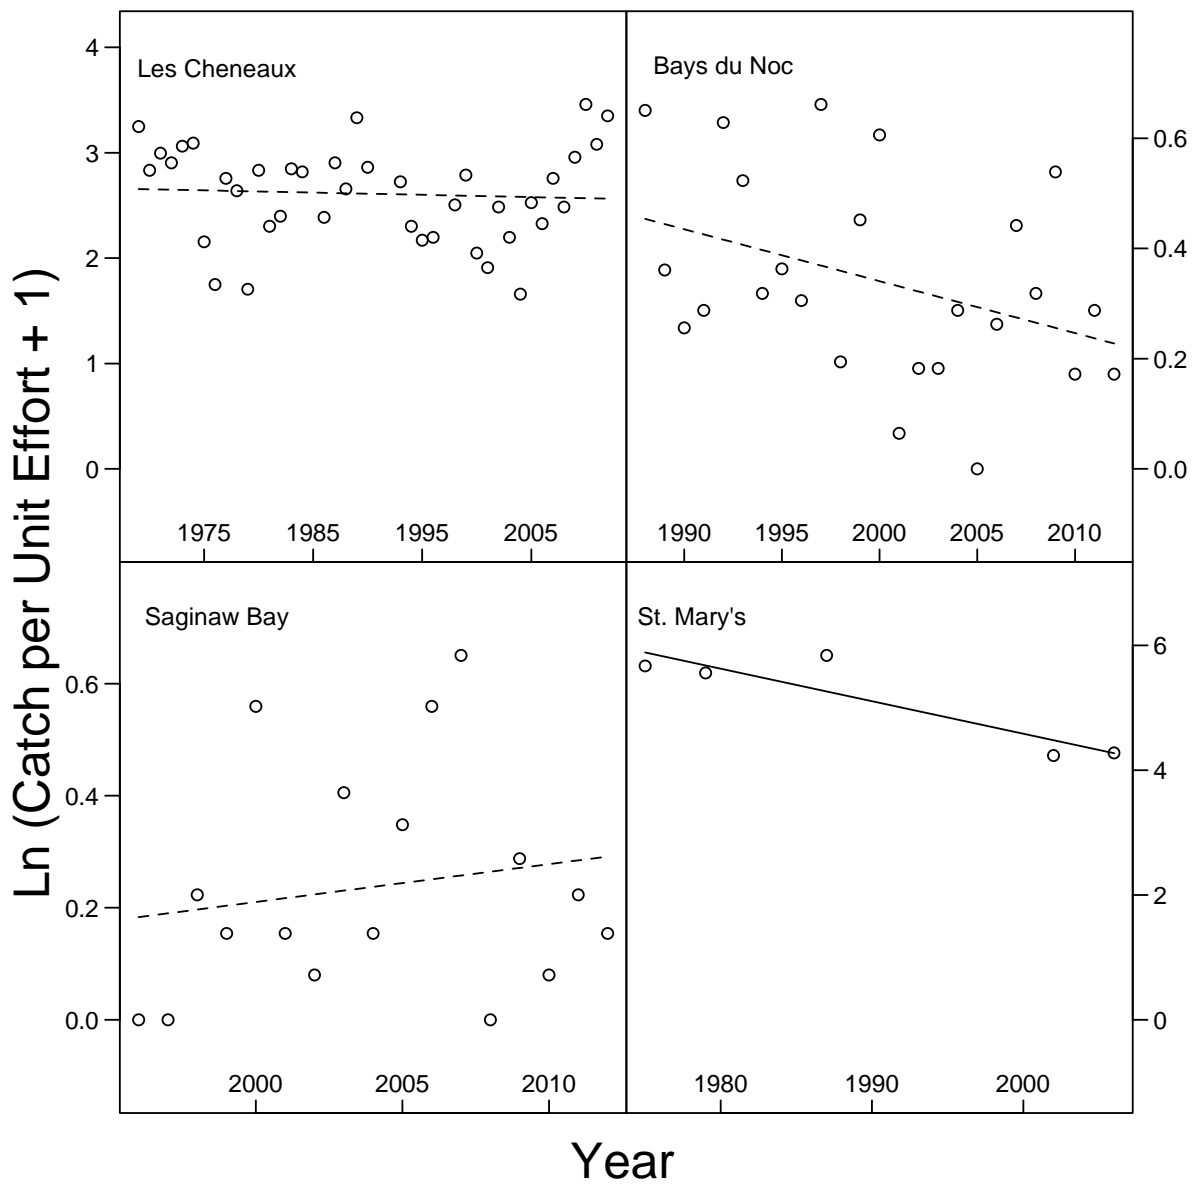 Ln (Catch per Unit Effort + 1)
Les Cheneaux
4
3
2
1
0
1975 1985 1995 2005
Bays du Noc
0.6
0.4
0.2
0.0
1990 1995 2000 2005 2010
Saginaw Bay
0.6
0.4
0.2
0.0
2000 2005 2010
St. Mary's
6
4
2
0
1980 1990 2000
Year